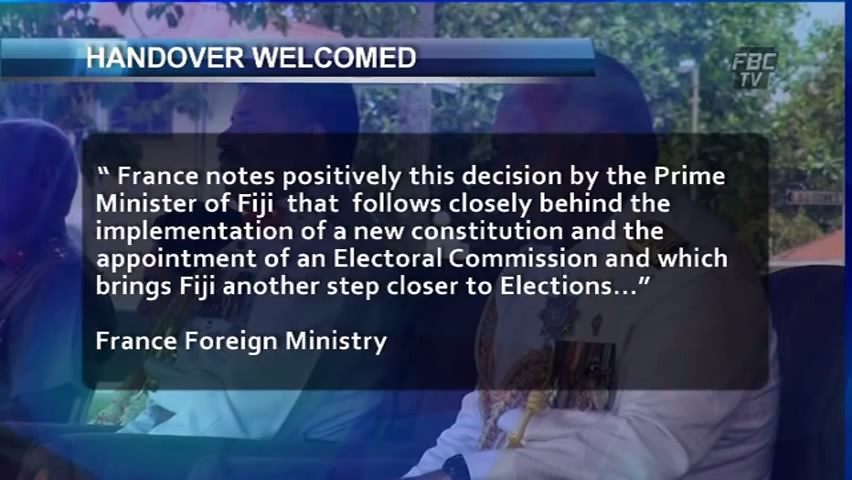 HANDOVER WELCOMED
FBC
TV
“ France notes positively this decision by the Prime
Minister of Fiji that follows closely behind the
implementation of a new constitution and the
appointment of an Electoral Commission and which
brings Fiji another step closer to Elections...”
France Foreign Ministry